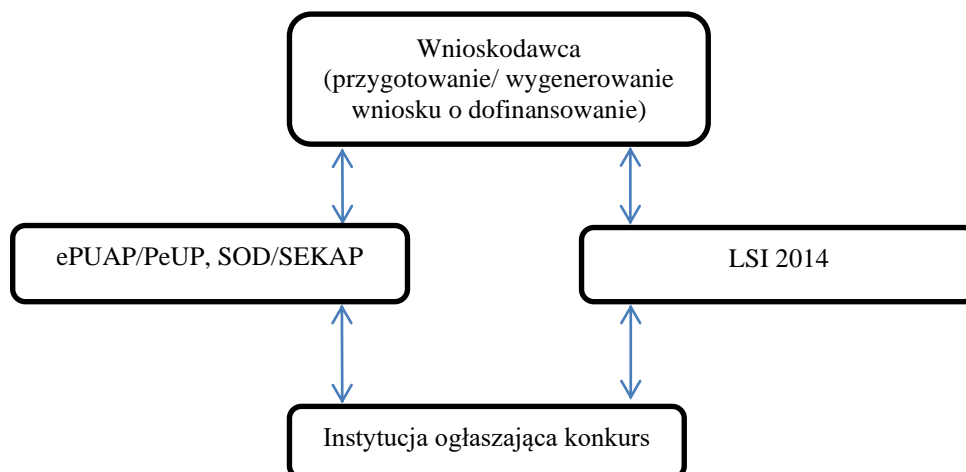 Wnioskodawca
(przygotowanie/ wygenerowanie
wniosku o dofinansowanie)
ePUAP/PeUP, SOD/SEKAP
LSI 2014
Instytucja ogłaszająca konkurs